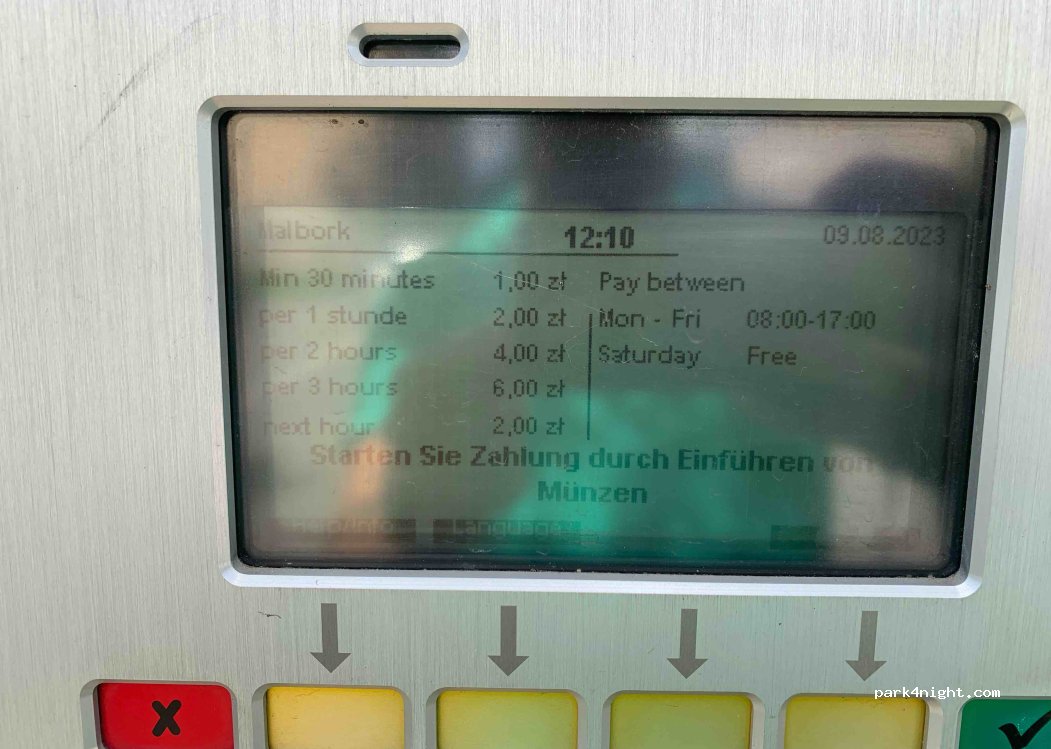 Malbork 12:10 09.08.2023
Min 30 minutes 1,00 zł Pay between
per 1 stunde 2,00 zł Mon - Fri 08:00-17:00
per 2 hours 4,00 zł Saturday Free
per 3 hours 6,00 zł
next hour 2,00 zł
Starten Sie Zahlung durch Einführen von
Münzen
Language
park4night.com
X